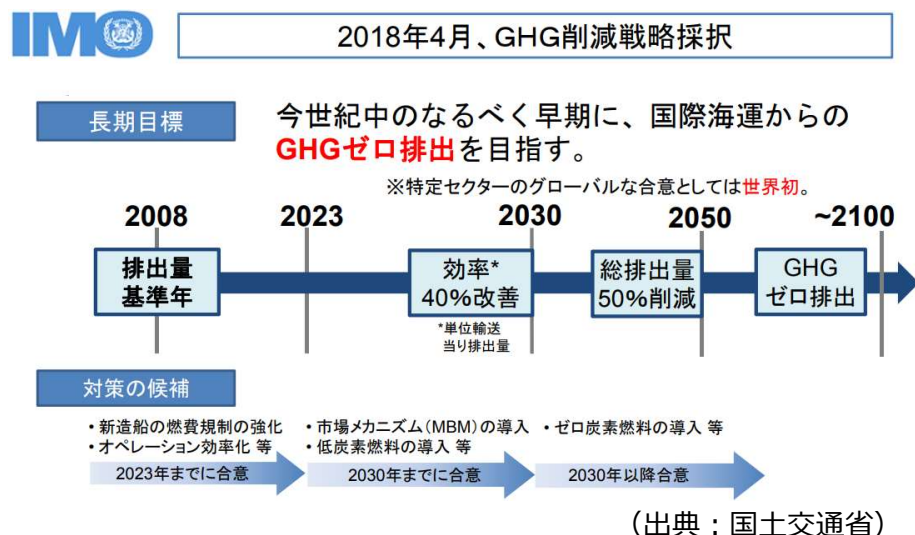 IMO
2018年4月、GHG削減戦略採択
長期目標
今世紀中のなるべく早期に、国際海運からの
GHGゼロ排出を目指す。
※特定セクターのグローバルな合意としては世界初。
2008 2023 2030 2050 ~2100
排出量
基準年
効率*
40%改善
*単位輸送
当り排出量
総排出量
50%削減
GHG
ゼロ排出
対策の候補
・新造船の燃費規制の強化
・オペレーション効率化 等
2023年までに合意
・市場メカニズム(MBM)の導入
・低炭素燃料の導入 等
2030年までに合意
・ゼロ炭素燃料の導入 等
2030年以降合意
（出典：国土交通省）